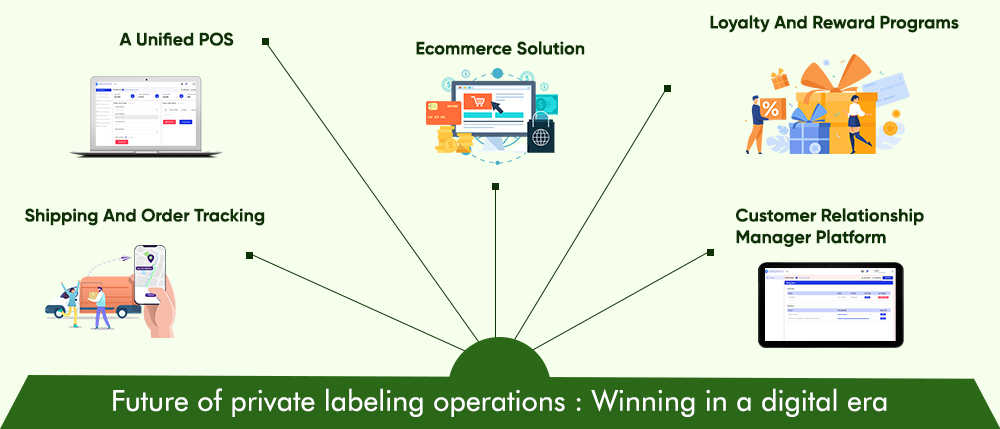 A Unified POS
Ecommerce Solution
Loyalty And Reward Programs
Shipping And Order Tracking
Customer Relationship
Manager Platform
%
$
Future of private labeling operations : Winning in a digital era